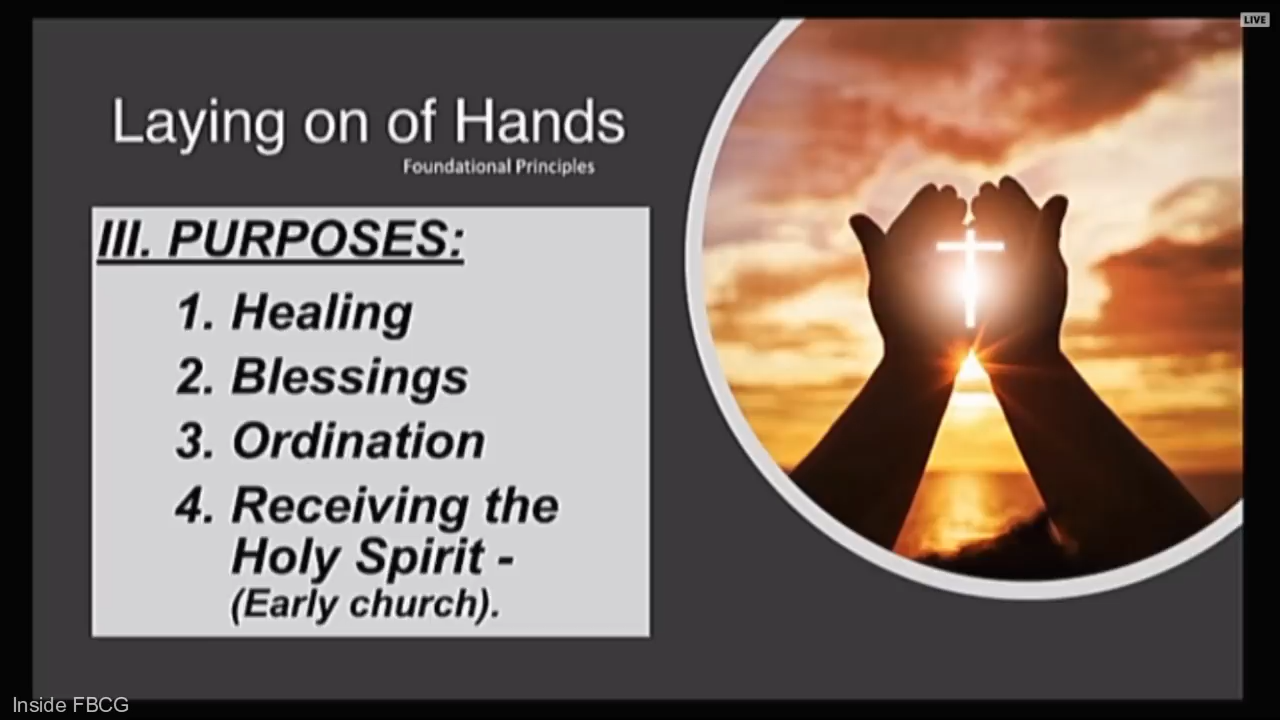 LIVE
Laying on of Hands
Foundational Principles
III. PURPOSES:
1. Healing
2. Blessings
3. Ordination
4. Receiving the
Holy Spirit -
(Early church).
Inside FBCG